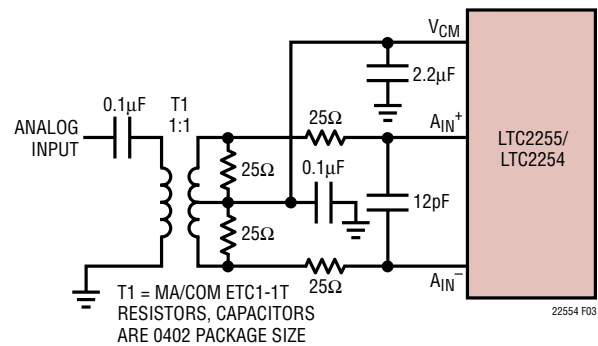 V_CM
2.2µF
0.1µF
T1
1:1
ANALOG
INPUT
25Ω
A_IN⁺
LTC2255/
LTC2254
25Ω
0.1µF
12pF
25Ω
25Ω
A_IN⁻
T1 = MA/COM ETC1-1T
RESISTORS, CAPACITORS
ARE 0402 PACKAGE SIZE
22554 F03